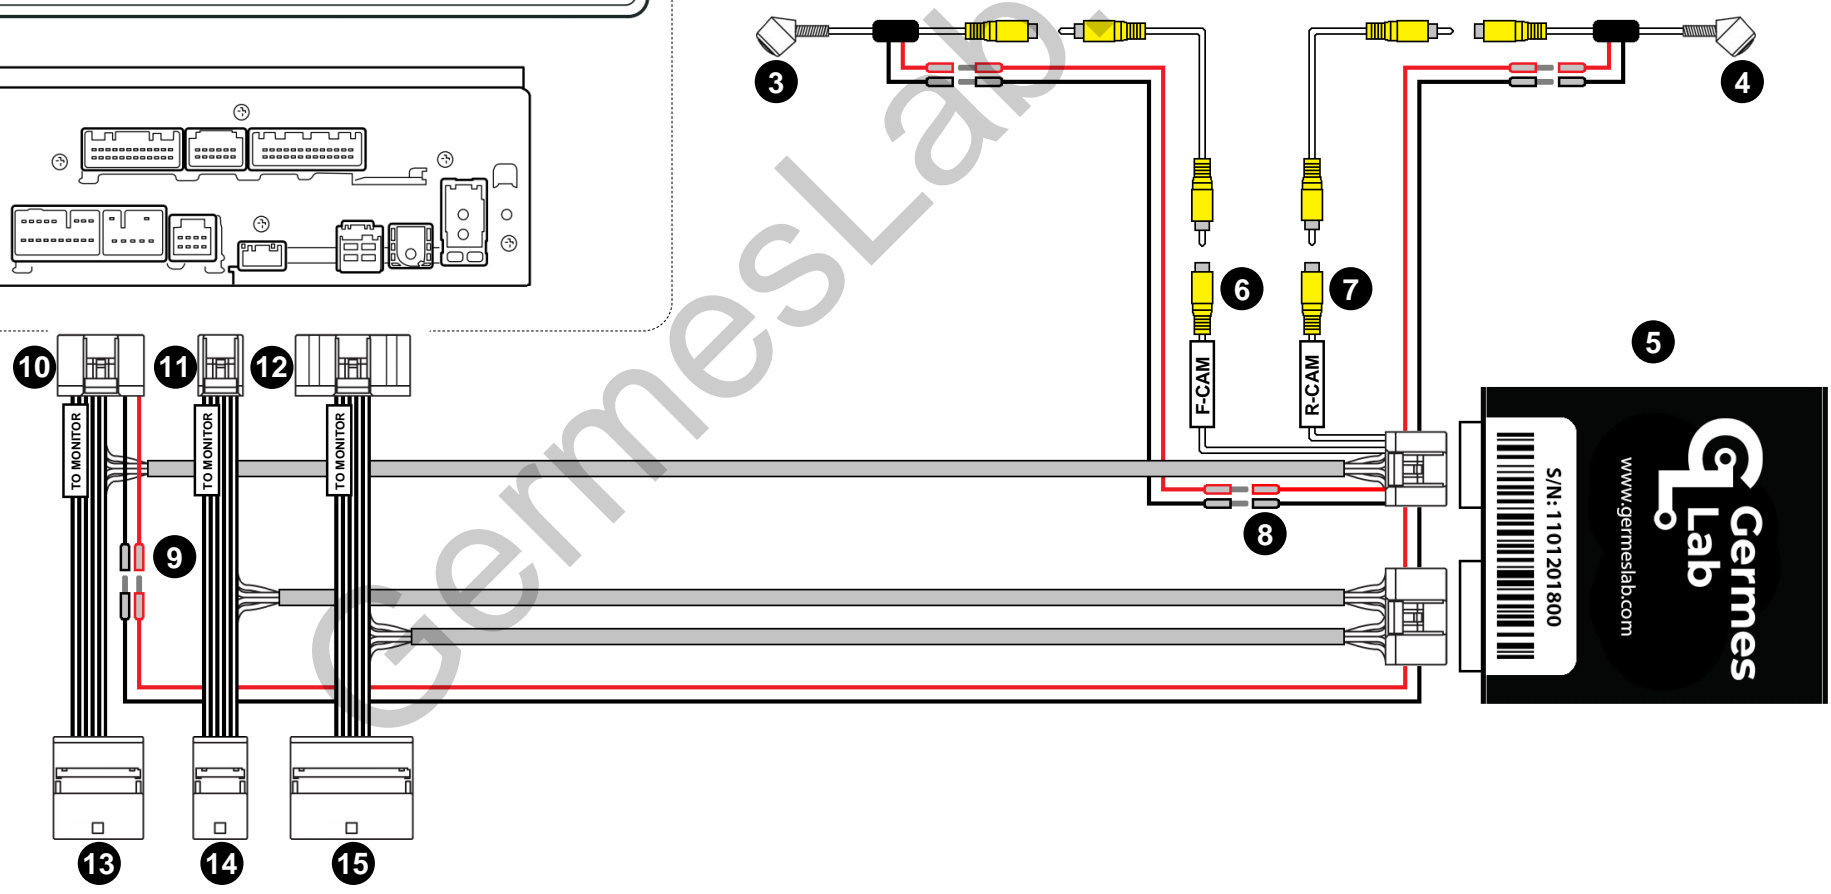 3
4
6
7
5
F-CAM
R-CAM
10
11
12
TO MONITOR
TO MONITOR
TO MONITOR
8
9
S/N:1101201800
www.germeslab.com
Germes
Lab
13
14
15
GermesLab.